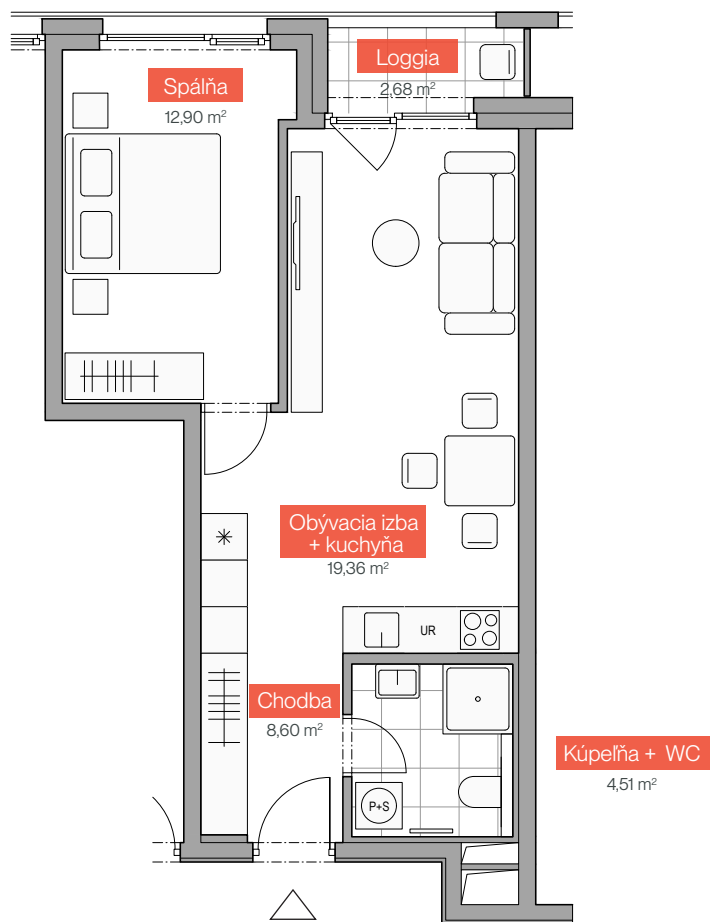 Loggia
2,68 m²
Spálňa
12,90 m²
Obývacia izba
+ kuchyňa
19,36 m²
UR
Chodba
8,60 m²
Kúpeľňa + WC
4,51 m²
P+S